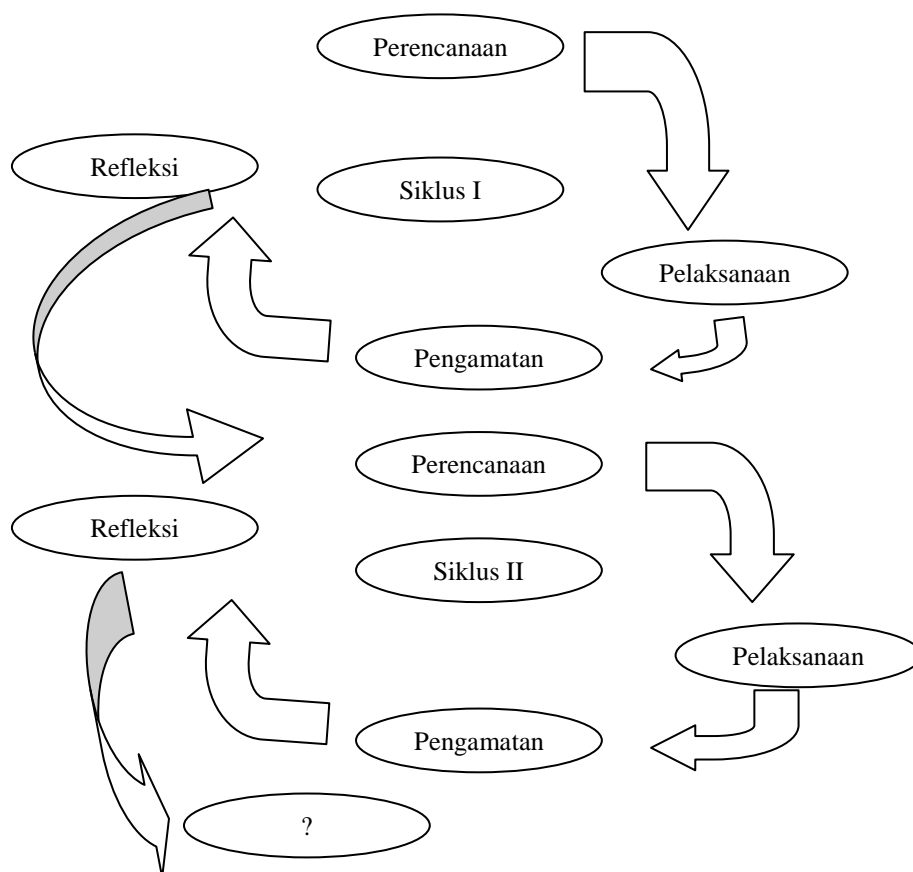 Perencanaan
Refleksi
Siklus I
Pelaksanaan
Pengamatan
Perencanaan
Refleksi
Siklus II
Pelaksanaan
Pengamatan
?